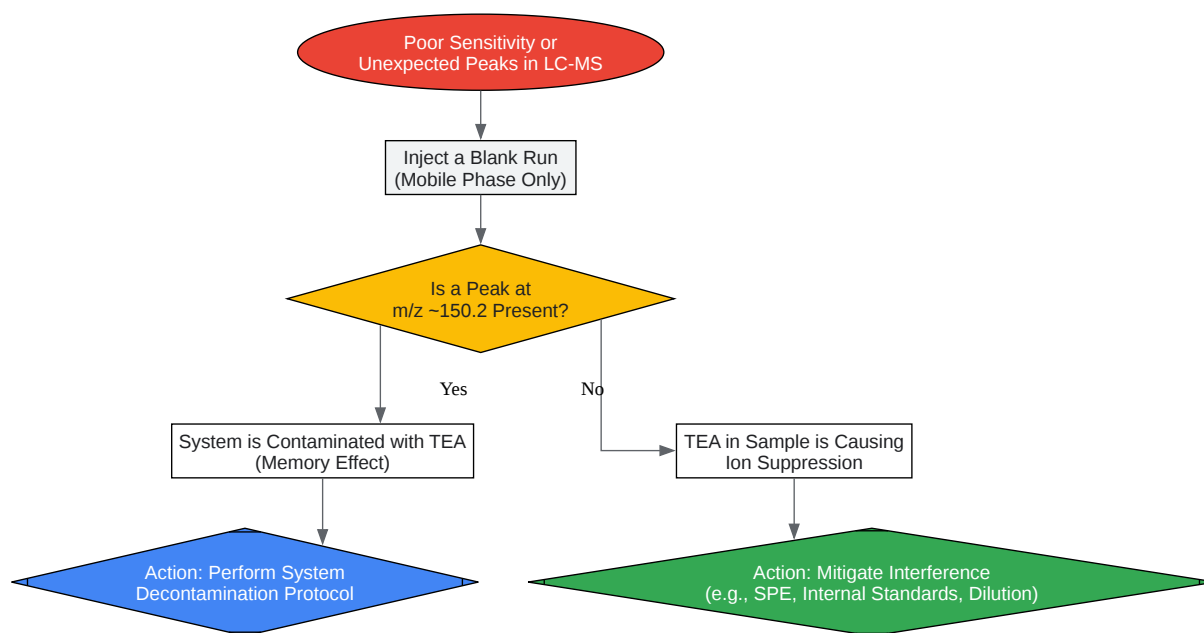 Poor Sensitivity or
Unexpected Peaks in LC-MS
Inject a Blank Run
(Mobile Phase Only)
Is a Peak at
m/z ~150.2 Present?
Yes
No
System is Contaminated with TEA
(Memory Effect)
TEA in Sample is Causing
Ion Suppression
Action: Perform System
Decontamination Protocol
Action: Mitigate Interference
(e.g., SPE, Internal Standards, Dilution)